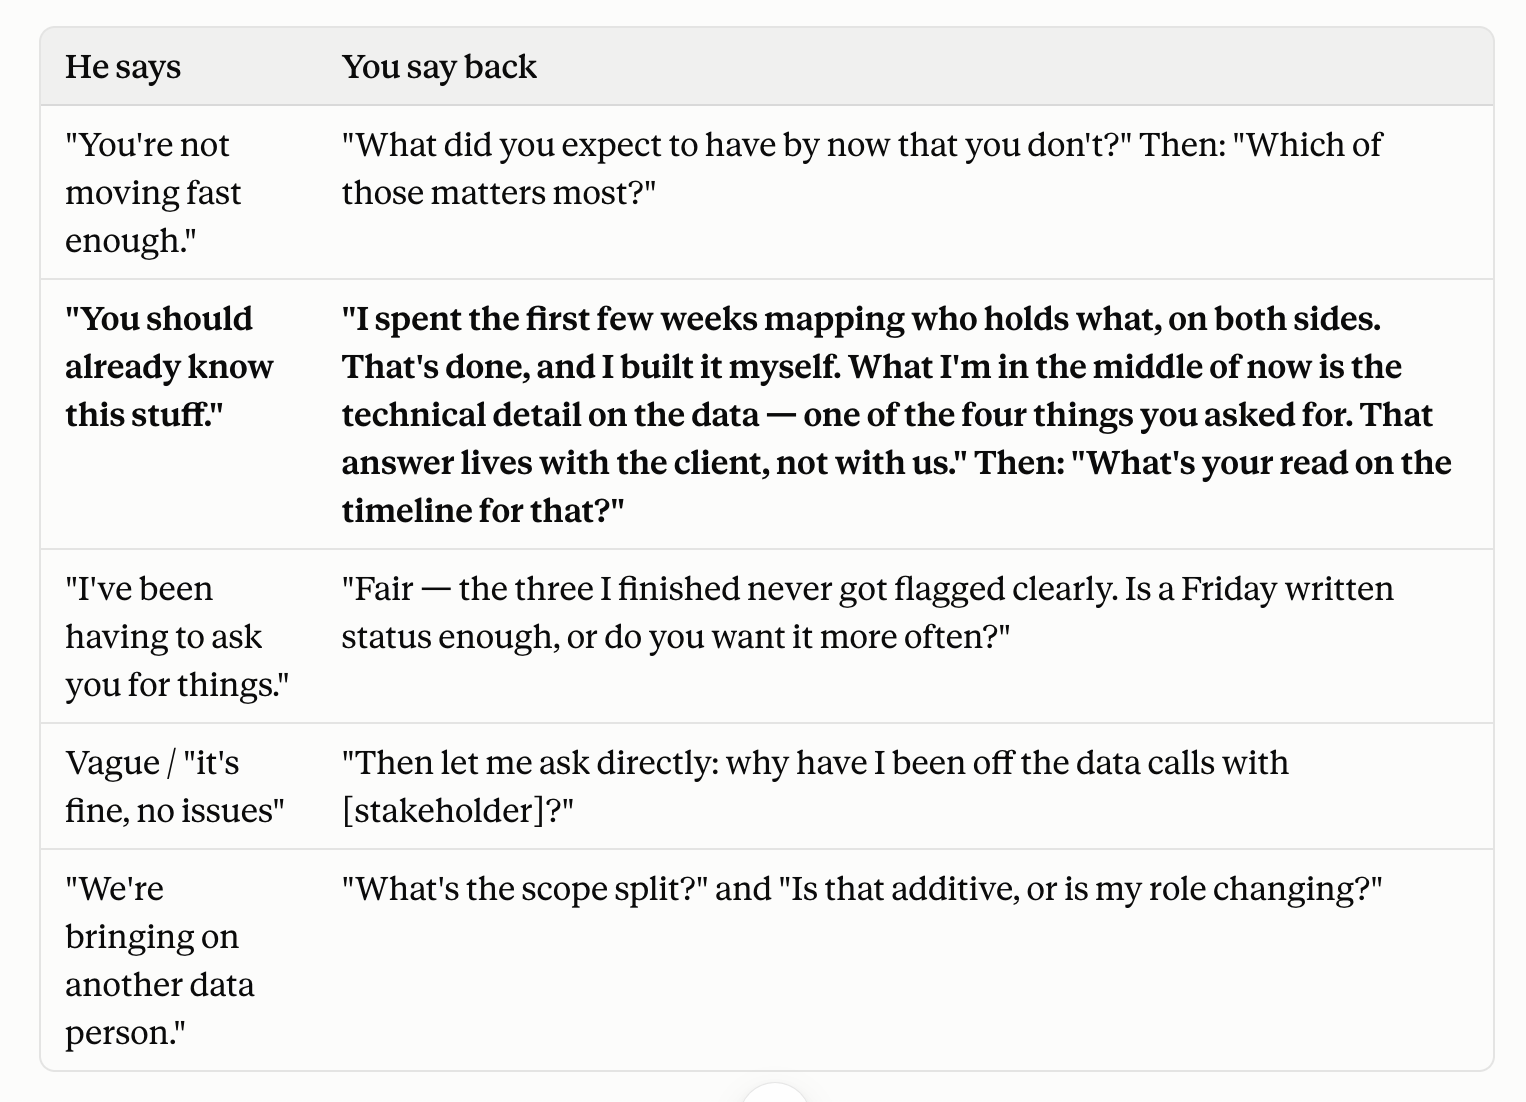 He says
You say back
"You're not
moving fast
enough."
"What did you expect to have by now that you don't?" Then: "Which of
those matters most?"
"You should
already know
this stuff."
"I spent the first few weeks mapping who holds what, on both sides.
That's done, and I built it myself. What I'm in the middle of now is the
technical detail on the data — one of the four things you asked for. That
answer lives with the client, not with us." Then: "What's your read on the
timeline for that?"
"I've been
having to ask
you for things."
"Fair — the three I finished never got flagged clearly. Is a Friday written
status enough, or do you want it more often?"
Vague / "it's
fine, no issues"
"Then let me ask directly: why have I been off the data calls with
[stakeholder]?"
"We're
bringing on
another data
person."
"What's the scope split?" and "Is that additive, or is my role changing?"